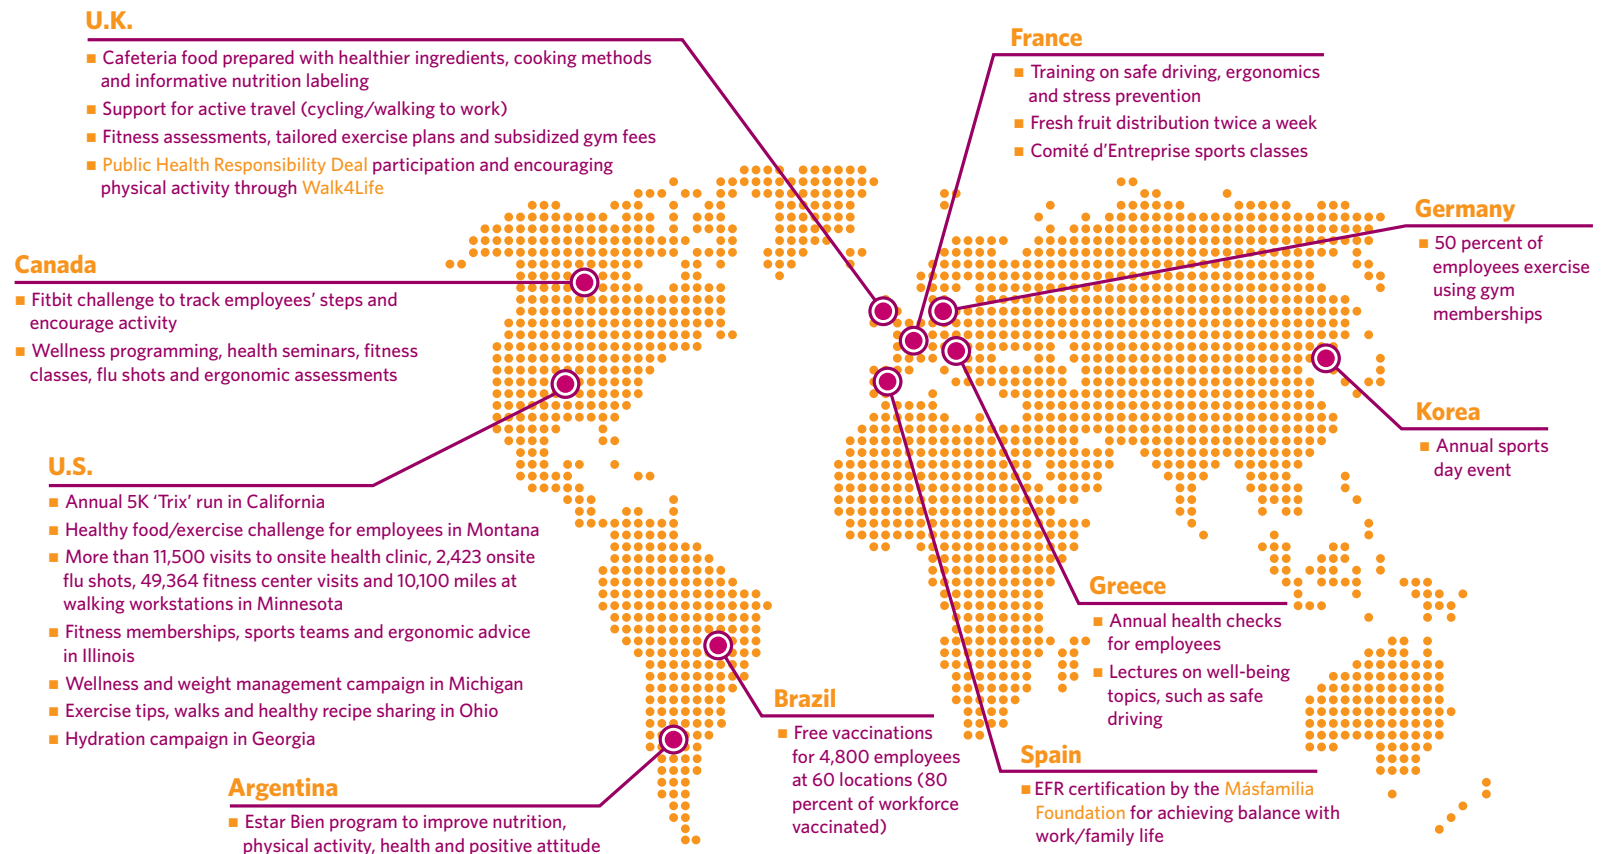 U.K.
■ Cafeteria food prepared with healthier ingredients, cooking methods
and informative nutrition labeling
■ Support for active travel (cycling/walking to work)
■ Fitness assessments, tailored exercise plans and subsidized gym fees
■ Public Health Responsibility Deal participation and encouraging
physical activity through Walk4Life
France
■ Training on safe driving, ergonomics
and stress prevention
■ Fresh fruit distribution twice a week
■ Comité d’Entreprise sports classes
Germany
■ 50 percent of
employees exercise
using gym
memberships
Canada
■ Fitbit challenge to track employees’ steps and
encourage activity
■ Wellness programming, health seminars, fitness
classes, flu shots and ergonomic assessments
Korea
■ Annual sports
day event
U.S.
■ Annual 5K ‘Trix’ run in California
■ Healthy food/exercise challenge for employees in Montana
■ More than 11,500 visits to onsite health clinic, 2,423 onsite
flu shots, 49,364 fitness center visits and 10,100 miles at
walking workstations in Minnesota
■ Fitness memberships, sports teams and ergonomic advice
in Illinois
■ Wellness and weight management campaign in Michigan
■ Exercise tips, walks and healthy recipe sharing in Ohio
■ Hydration campaign in Georgia
Greece
■ Annual health checks
for employees
■ Lectures on well-being
topics, such as safe
driving
Brazil
■ Free vaccinations
for 4,800 employees
at 60 locations (80
percent of workforce
vaccinated)
Spain
■ EFR certification by the Másfamilia
Foundation for achieving balance with
work/family life
Argentina
■ Estar Bien program to improve nutrition,
physical activity, health and positive attitude